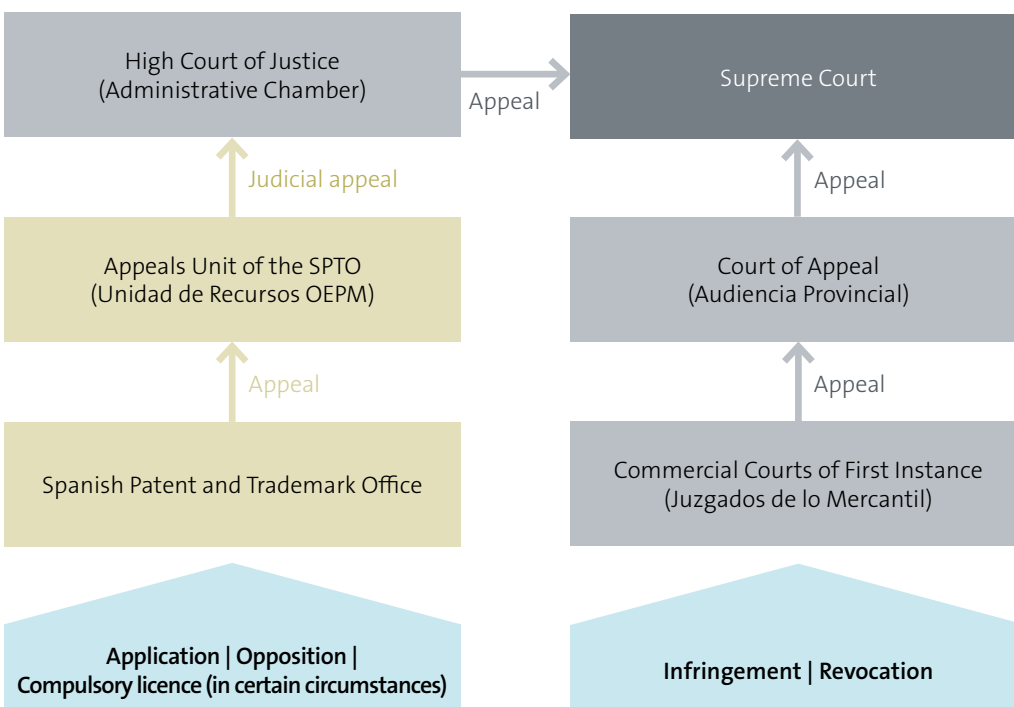 High Court of Justice
(Administrative Chamber)
Appeal
Supreme Court
Judicial appeal
Appeal
Appeals Unit of the SPTO
(Unidad de Recursos OEPM)
Court of Appeal
(Audiencia Provincial)
Appeal
Appeal
Spanish Patent and Trademark Office
Commercial Courts of First Instance
(Juzgados de lo Mercantil)
Application | Opposition |
Compulsory licence (in certain circumstances)
Infringement | Revocation